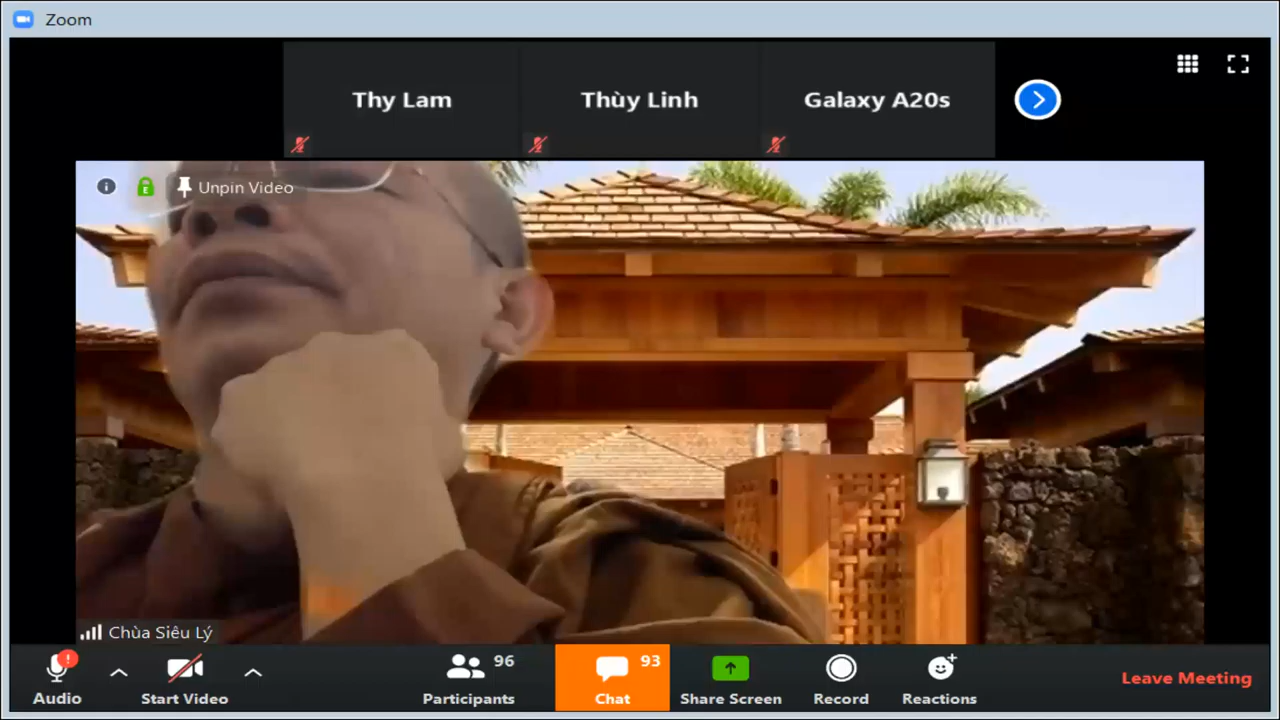 Zoom
Thy Lam
Thùy Linh
Galaxy A20s
E
Unpin Video
Chùa Siêu Lý
Audio
Start Video
96
Participants
93
Chat
Share Screen
Record
Reactions
Leave Meeting